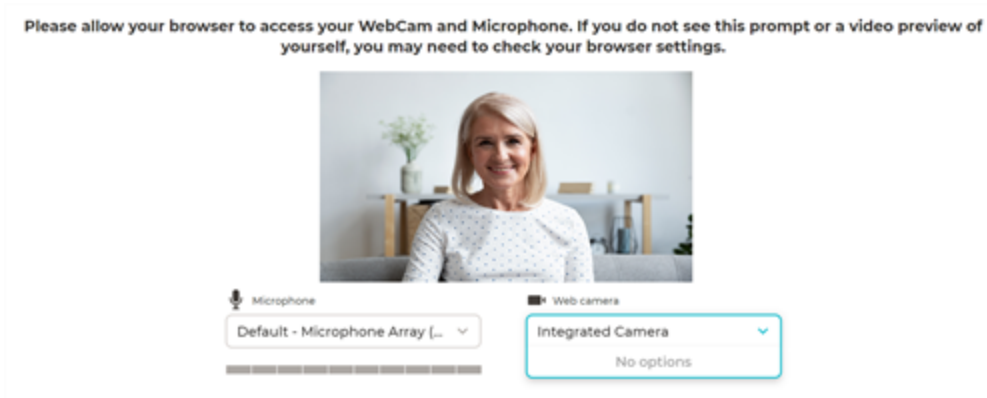 Please allow your browser to access your WebCam and Microphone. If you do not see this prompt or a video preview of
yourself, you may need to check your browser settings.
Microphone
Web camera
Default - Microphone Array (...
Integrated Camera
No options